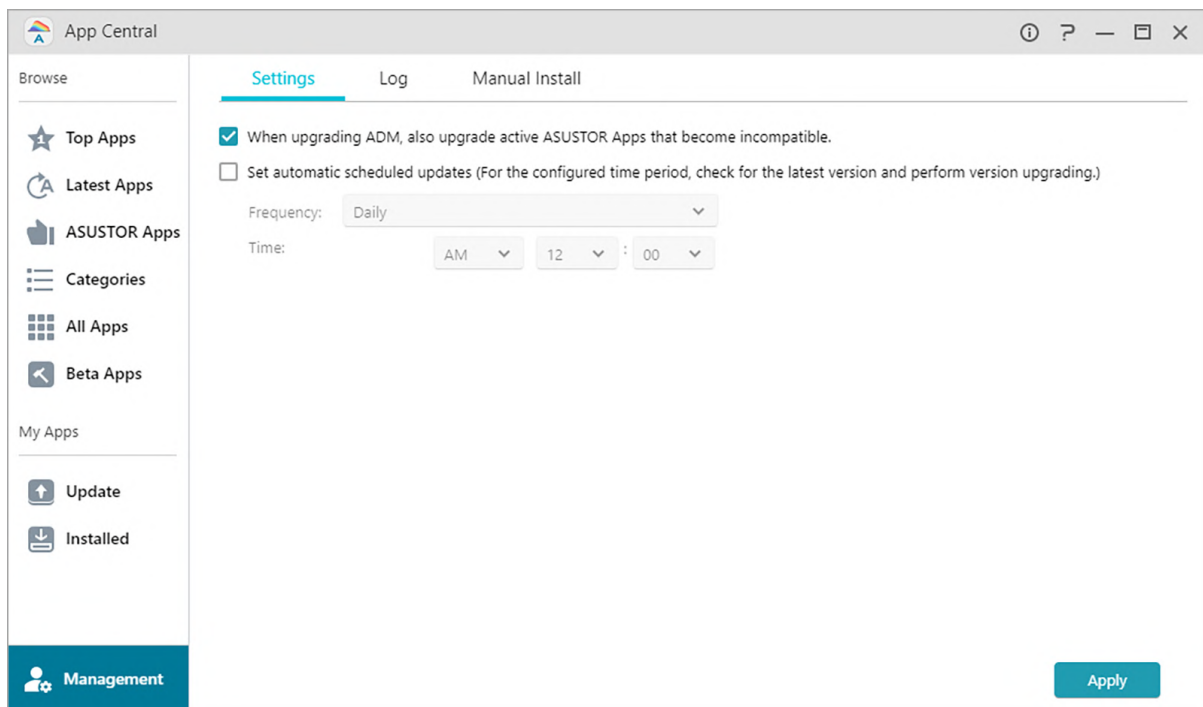 App Central
Browse
Top Apps
Latest Apps
ASUSTOR Apps
Categories
All Apps
Beta Apps
My Apps
Update
Installed
Management
Settings Log Manual Install
When upgrading ADM, also upgrade active ASUSTOR Apps that become incompatible.
Set automatic scheduled updates (For the configured time period, check for the latest version and perform version upgrading.)
Frequency: Daily
Time: AM 12 : 00
Apply